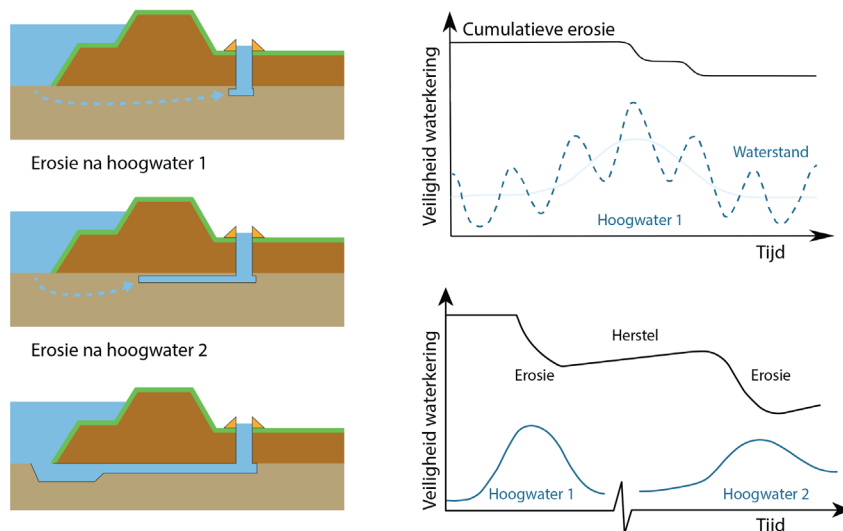 Erosie na hoogwater 1
Erosie na hoogwater 2
Cumulatieve erosie
Veiligheid waterkering
Waterstand
Hoogwater 1
Tijd
Herstel
Erosie
Erosie
Veiligheid waterkering
Hoogwater 1
Hoogwater 2
Tijd